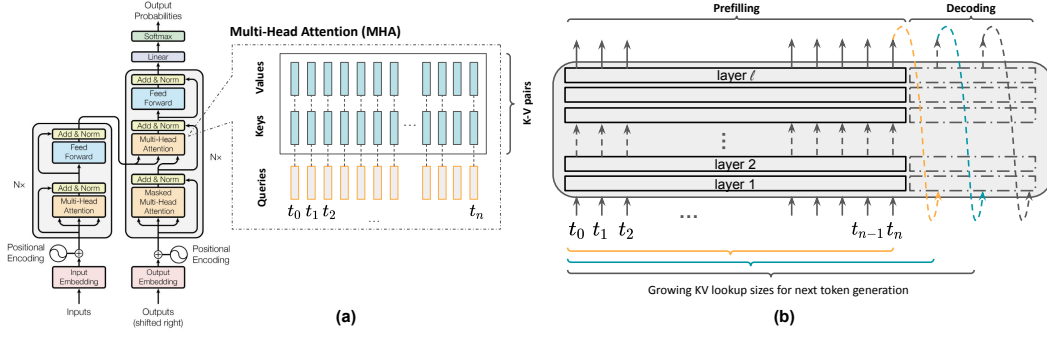 Output
Probabilities
Softmax
Linear
Add & Norm
Feed
Forward
Add & Norm
Multi-Head
Attention
Add & Norm
Masked
Multi-Head
Attention
N×
Add & Norm
Feed
Forward
Add & Norm
Multi-Head
Attention
N×
Positional
Encoding
Positional
Encoding
Input
Embedding
Output
Embedding
Inputs
Outputs
(shifted right)
Multi-Head Attention (MHA)
Values
Keys
Queries
...
K-V pairs
t0 t1 t2 tn
...
(a)
Prefilling
Decoding
layer ℓ
⋮
layer 2
layer 1
t0 t1 t2 ... tn−1 tn
Growing KV lookup sizes for next token generation
(b)